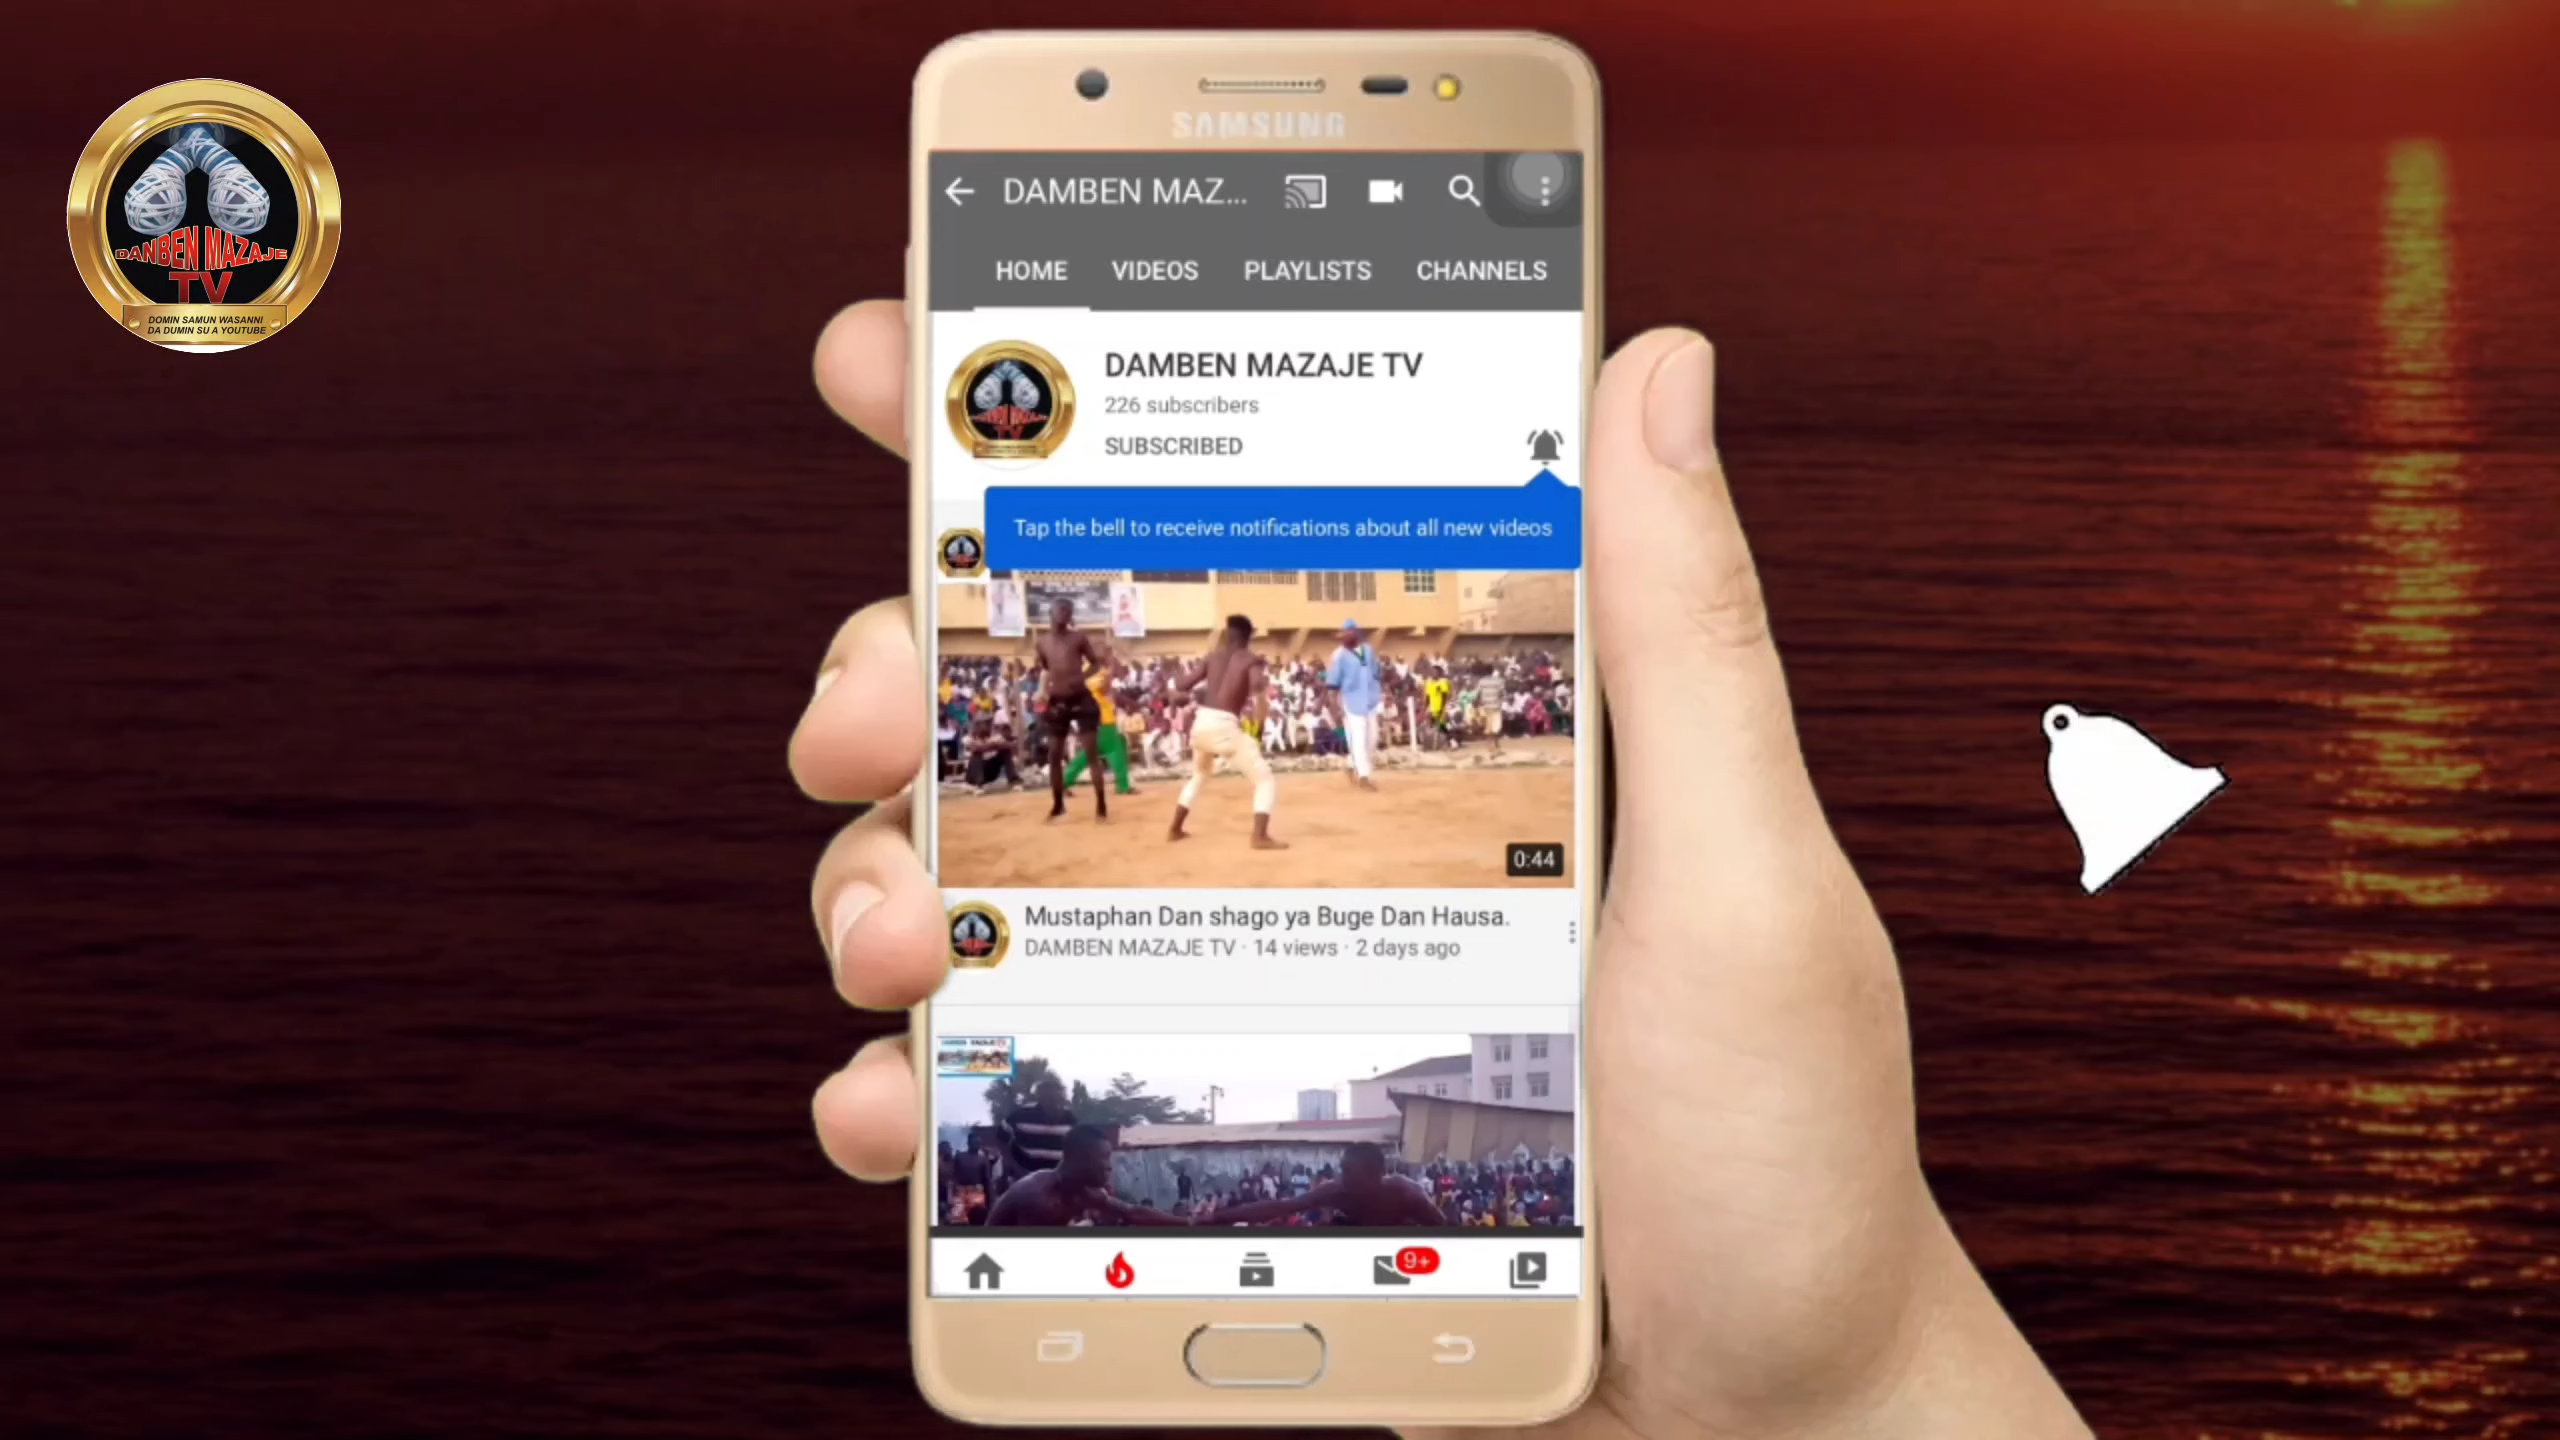 DANBEN MAZAJE
TV
DOMIN SAMUN WASANNI
DA DUMIN SU A YOUTUBE
SAMSUNG
DAMBEN MAZ...
HOME VIDEOS PLAYLISTS CHANNELS
DAMBEN MAZAJE TV
226 subscribers
SUBSCRIBED
Tap the bell to receive notifications about all new videos
0:44
Mustaphan Dan shago ya Buge Dan Hausa.
DAMBEN MAZAJE TV · 14 views · 2 days ago
9+